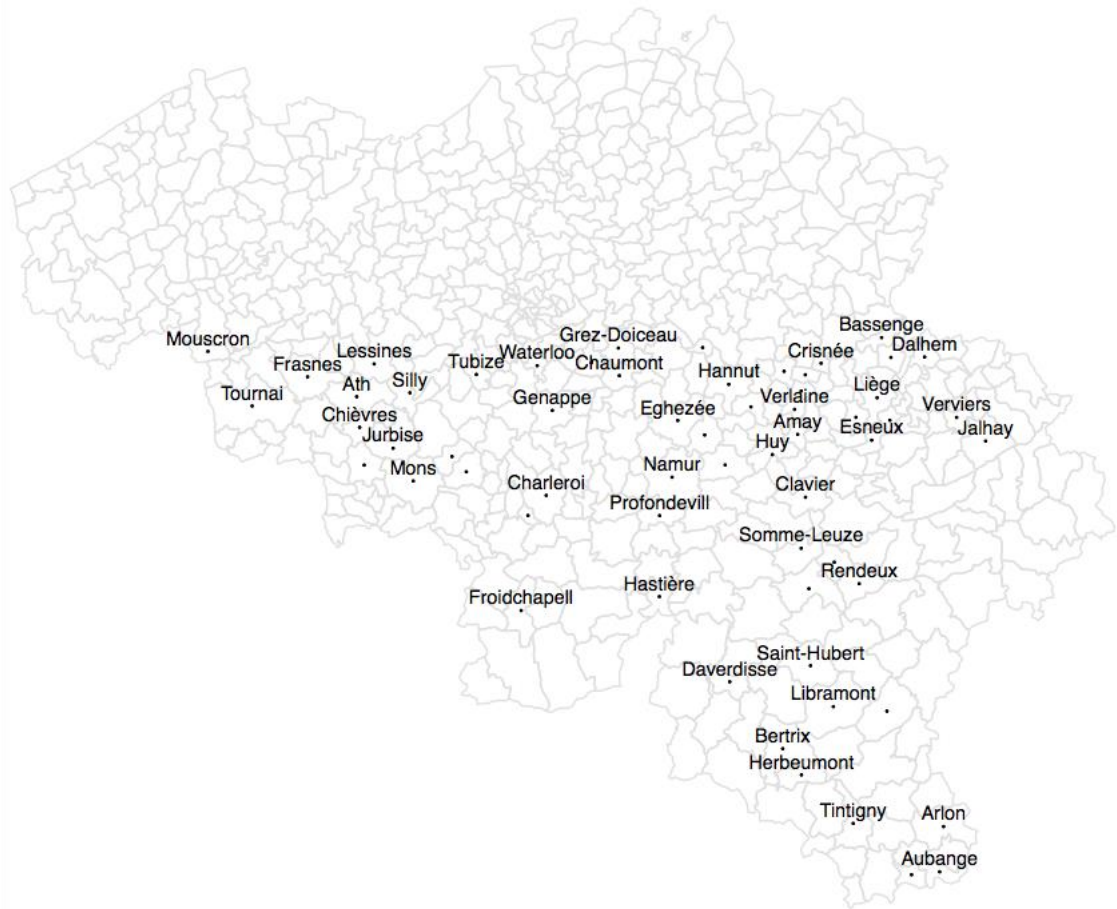 Bassenge
Mouscron
Grez-Doiceau
Dalhem
Lessines
Waterloo
Crisnée
Frasnes
Tubize
Chaumont
Hannut
Ath
Silly
Liège
Tournai
Genappe
Verlaine
Eghezée
Verviers
Chièvres
Amay
Esneux
Jalhay
Jurbise
Huy
Mons
Namur
Charleroi
Clavier
Profondevill
Somme-Leuze
Rendeux
Froidchapell
Hastière
Saint-Hubert
Daverdisse
Libramont
Bertrix
Herbeumont
Tintigny
Arlon
Aubange